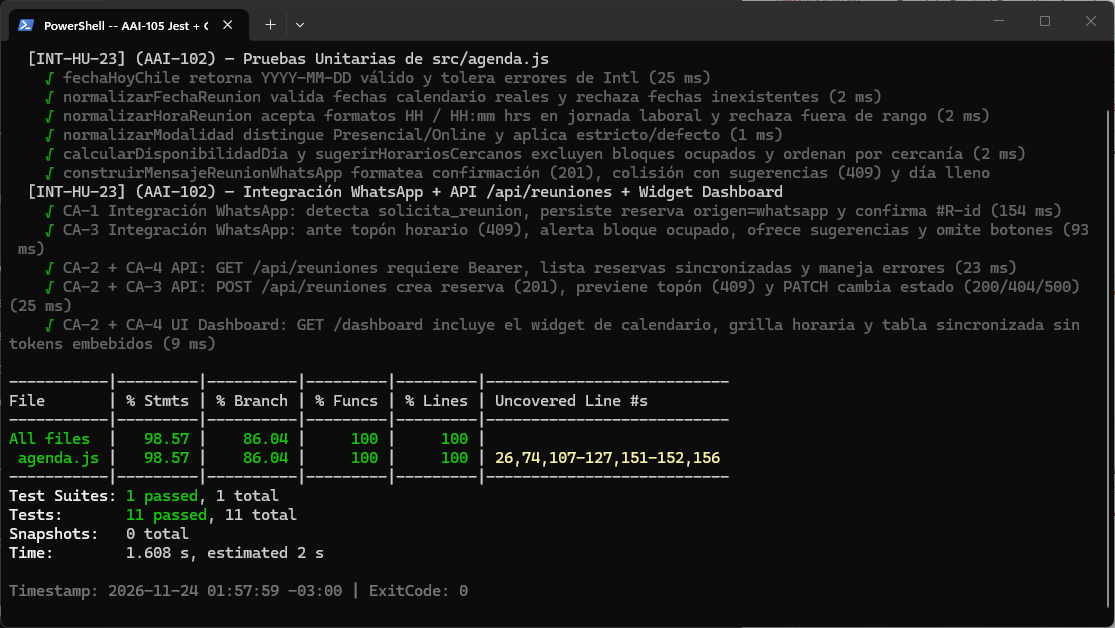 PowerShell -- AAI-105 Jest + C
[INT-HU-23] (AAI-102) — Pruebas Unitarias de src/agenda.js
√ fechaHoyChile retorna YYYY-MM-DD válido y tolera errores de Intl (25 ms)
√ normalizarFechaReunion valida fechas calendario reales y rechaza fechas inexistentes (2 ms)
√ normalizarHoraReunion acepta formatos HH / HH:mm hrs en jornada laboral y rechaza fuera de rango (2 ms)
√ normalizarModalidad distingue Presencial/Online y aplica estricto/defecto (1 ms)
√ calcularDisponibilidadDia y sugerirHorariosCercanos excluyen bloques ocupados y ordenan por cercanía (2 ms)
√ construirMensajeReunionWhatsApp formatea confirmación (201), colisión con sugerencias (409) y día lleno
[INT-HU-23] (AAI-102) — Integración WhatsApp + API /api/reuniones + Widget Dashboard
√ CA-1 Integración WhatsApp: detecta solicita_reunion, persiste reserva origen=whatsapp y confirma #R-id (154 ms)
√ CA-3 Integración WhatsApp: ante topón horario (409), alerta bloque ocupado, ofrece sugerencias y omite botones (93
ms)
√ CA-2 + CA-4 API: GET /api/reuniones requiere Bearer, lista reservas sincronizadas y maneja errores (23 ms)
√ CA-2 + CA-3 API: POST /api/reuniones crea reserva (201), previene topón (409) y PATCH cambia estado (200/404/500)
(25 ms)
√ CA-2 + CA-4 UI Dashboard: GET /dashboard incluye el widget de calendario, grilla horaria y tabla sincronizada sin
tokens embebidos (9 ms)
-----------|---------|----------|---------|---------|---------------------------
File       | % Stmts | % Branch | % Funcs | % Lines | Uncovered Line #s
-----------|---------|----------|---------|---------|---------------------------
All files  |   98.57 |    86.04 |     100 |     100 |
 agenda.js |   98.57 |    86.04 |     100 |     100 | 26,74,107-127,151-152,156
-----------|---------|----------|---------|---------|---------------------------
Test Suites: 1 passed, 1 total
Tests:       11 passed, 11 total
Snapshots:   0 total
Time:        1.608 s, estimated 2 s
Timestamp: 2026-11-24 01:57:59 -03:00 | ExitCode: 0